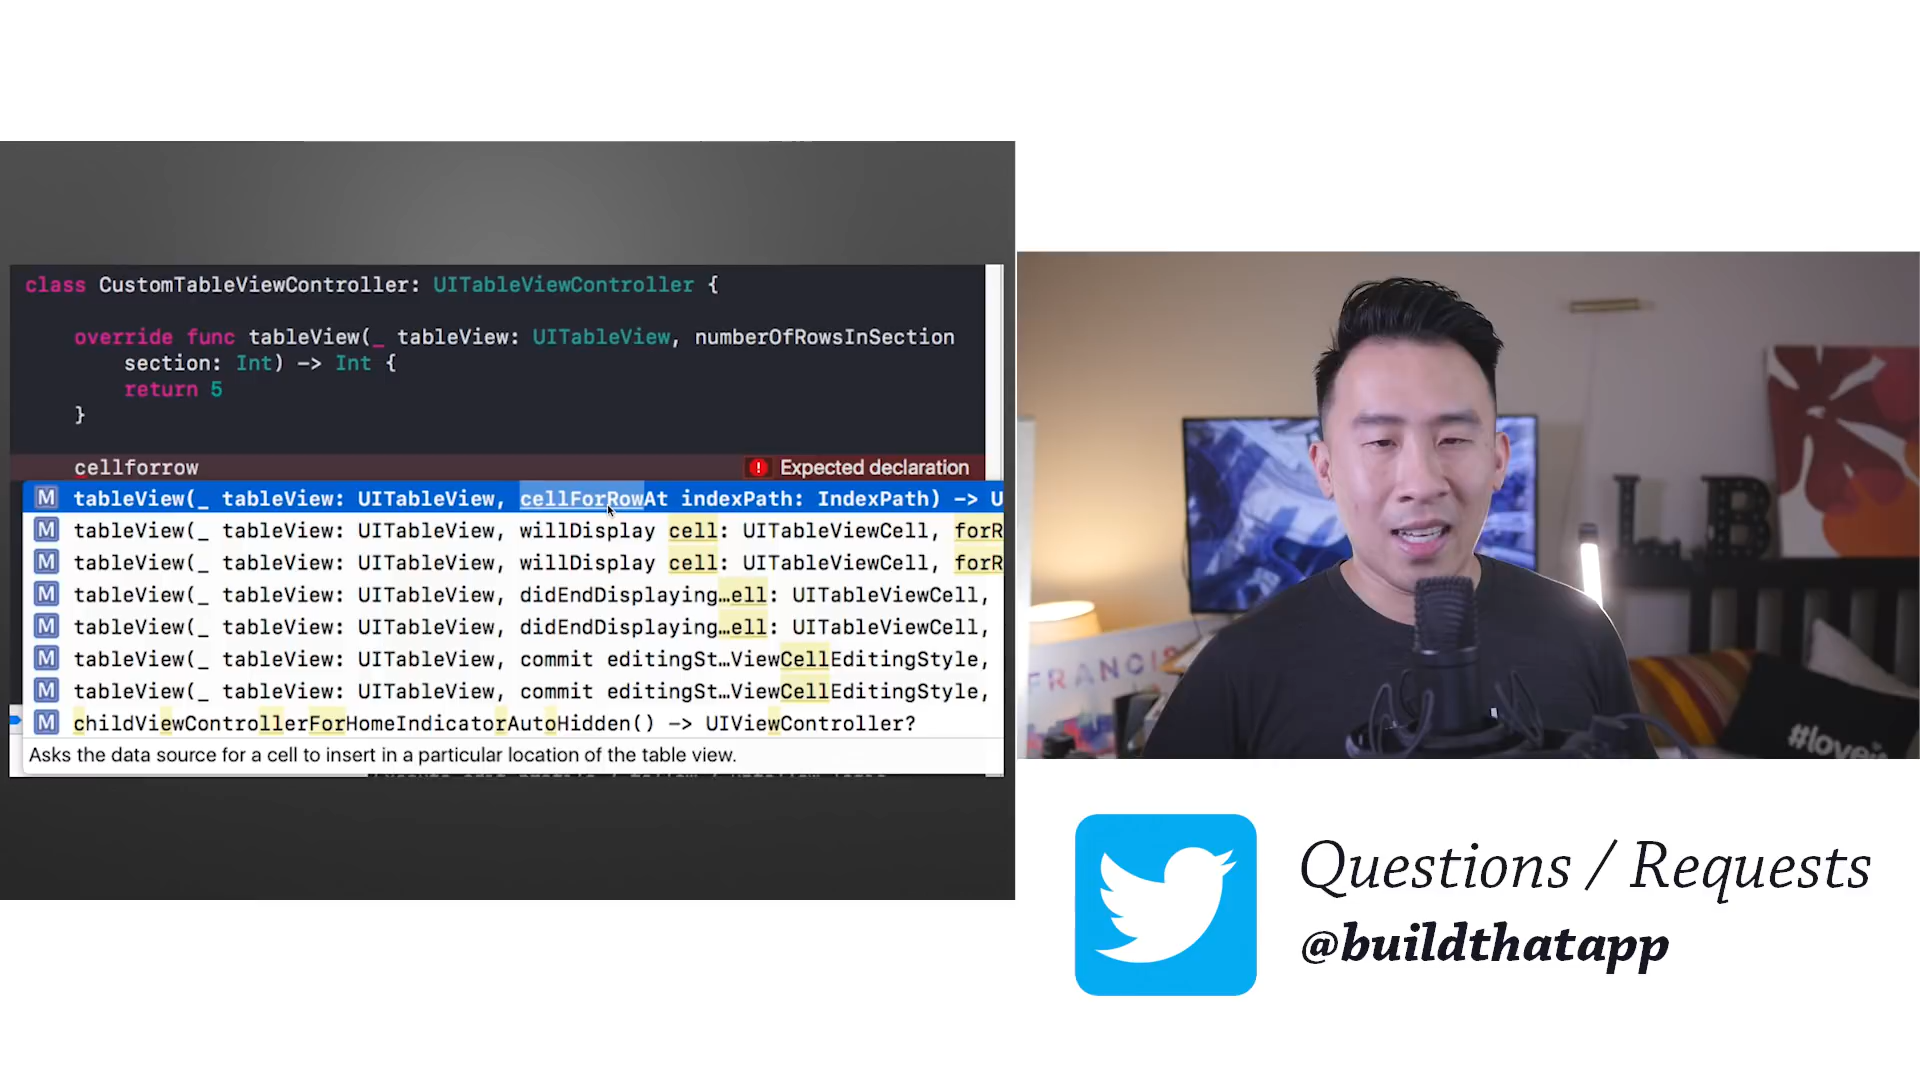 class CustomTableViewController: UITableViewController {
override func tableView(_ tableView: UITableView, numberOfRowsInSection
section: Int) -> Int {
return 5
}
cellforrow
Expected declaration
M tableView(_ tableView: UITableView, cellForRowAt indexPath: IndexPath) -> U
M tableView(_ tableView: UITableView, willDisplay cell: UITableViewCell, forR
M tableView(_ tableView: UITableView, willDisplay cell: UITableViewCell, forR
M tableView(_ tableView: UITableView, didEndDisplaying…ell: UITableViewCell,
M tableView(_ tableView: UITableView, didEndDisplaying…ell: UITableViewCell,
M tableView(_ tableView: UITableView, commit editingSt…ViewCellEditingStyle,
M tableView(_ tableView: UITableView, commit editingSt…ViewCellEditingStyle,
M childViewControllerForHomeIndicatorAutoHidden() -> UIViewController?
Asks the data source for a cell to insert in a particular location of the table view.
L B
FRANCIS
#love
Questions / Requests
@buildthatapp